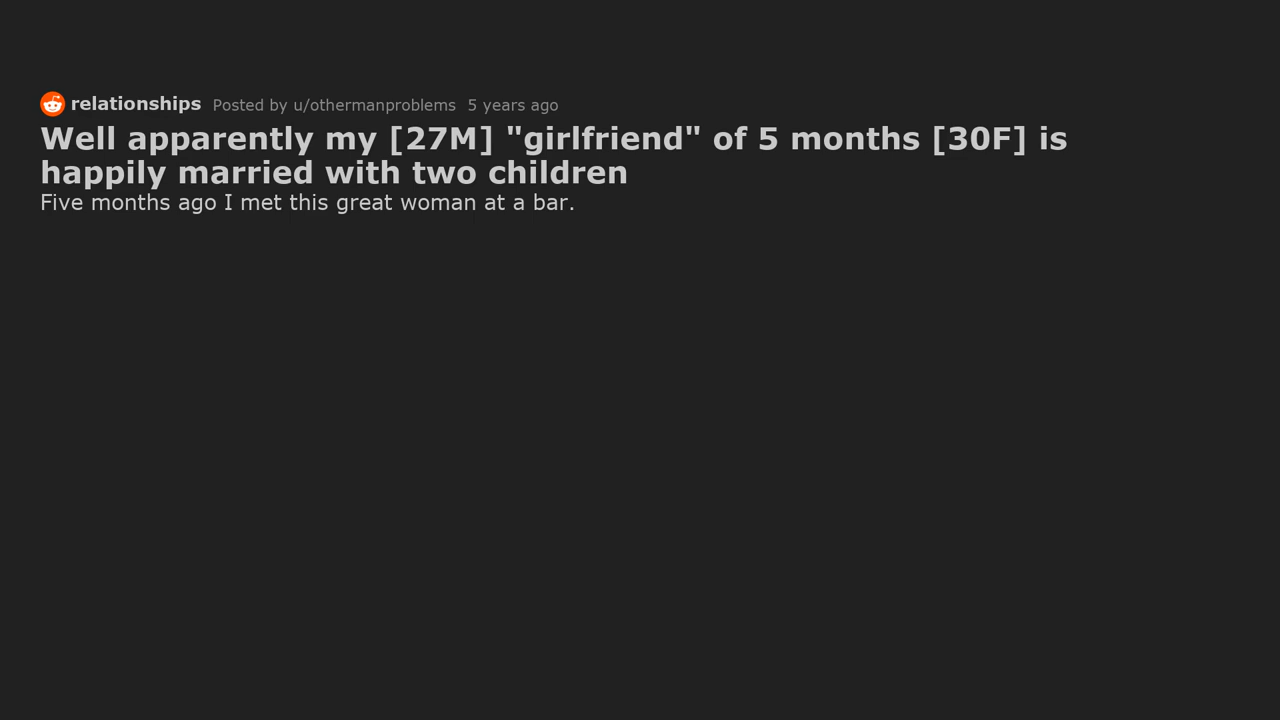 relationships Posted by u/othermanproblems 5 years ago
Well apparently my [27M] "girlfriend" of 5 months [30F] is
happily married with two children
Five months ago I met this great woman at a bar.